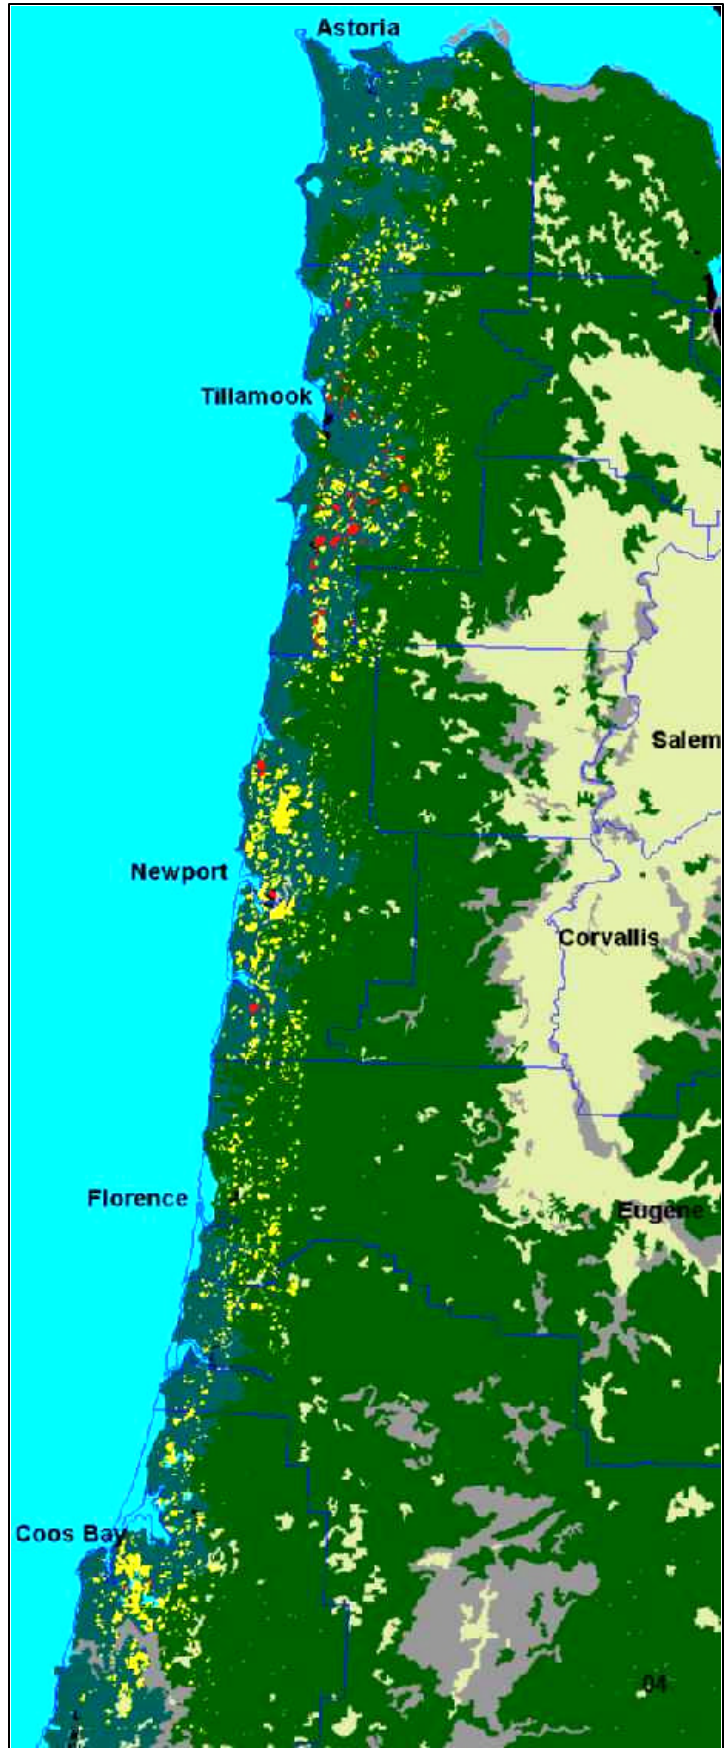 Astoria
Tillamook
Salem
Newport
Corvallis
Florence
Eugene
Coos Bay
04